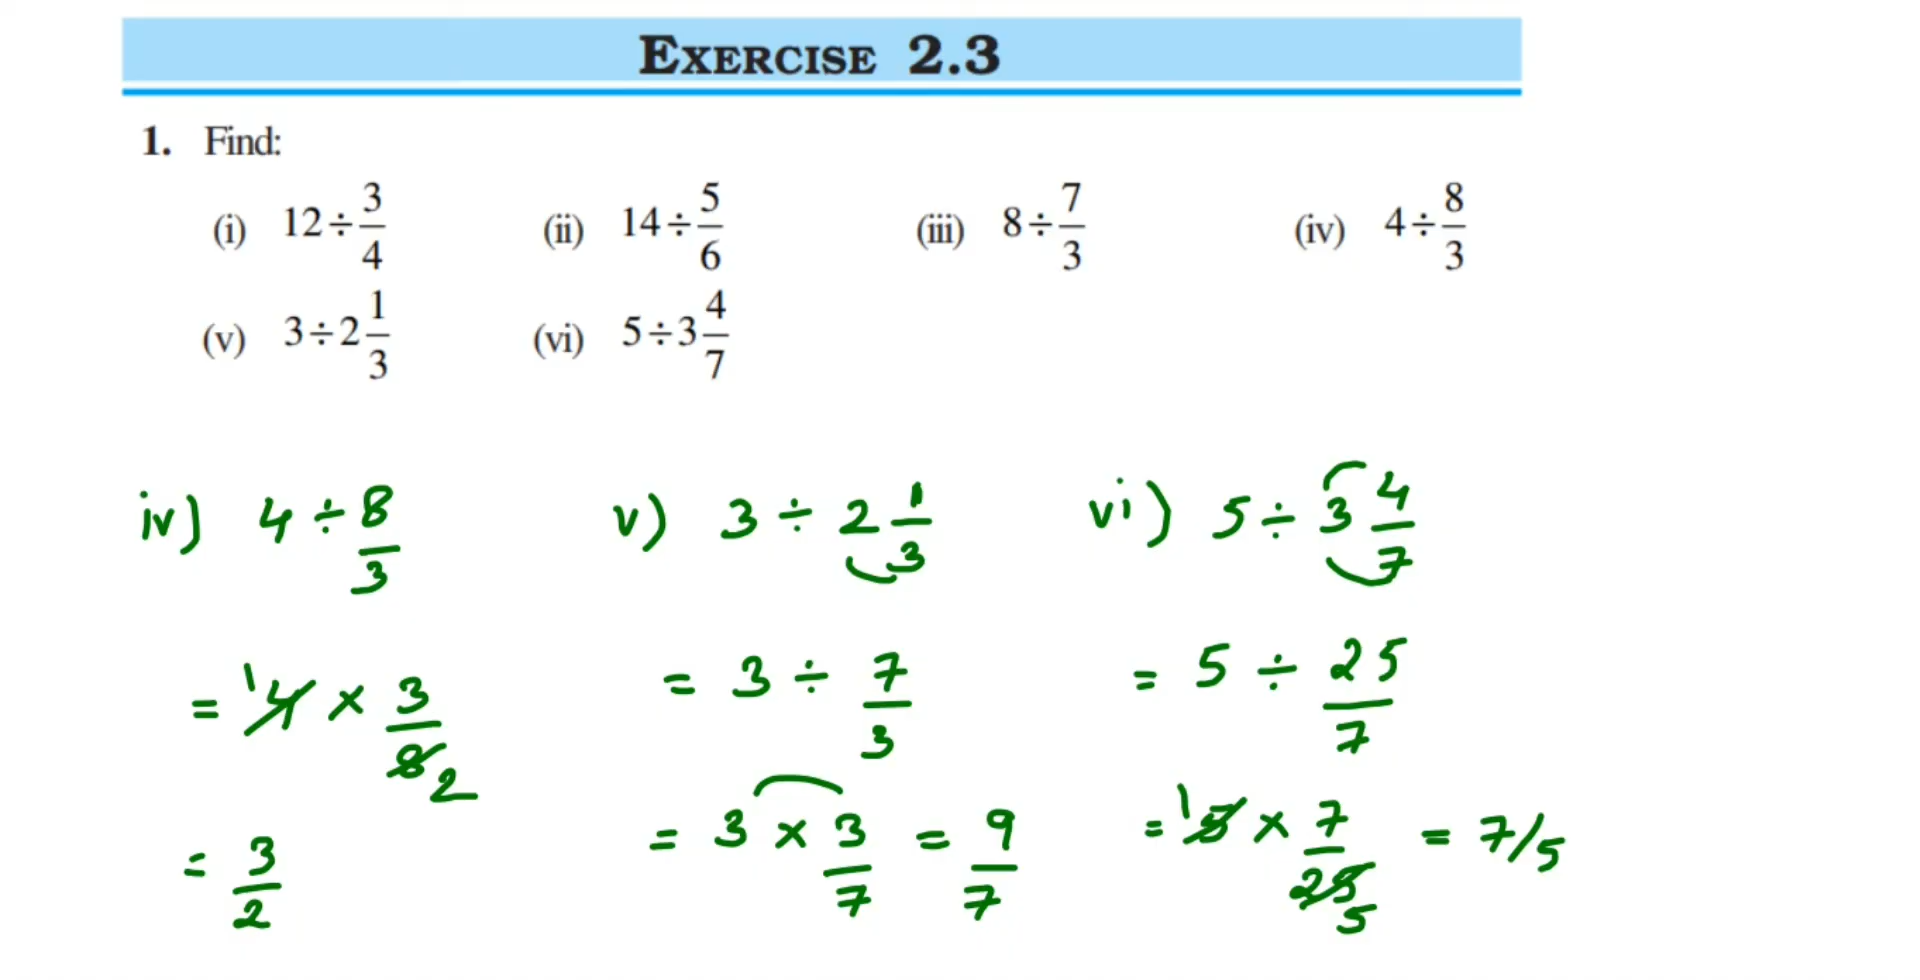 EXERCISE 2.3
1. Find:
(i) 12÷3/4 (ii) 14÷5/6 (iii) 8÷7/3 (iv) 4÷8/3
(v) 3÷2 1/3 (vi) 5÷3 4/7
iv) 4 ÷ 8/3 v) 3 ÷ 2 1/3 vi) 5 ÷ 3 4/7
= 1 4 × 3/8 2 = 3 ÷ 7/3 = 5 ÷ 25/7
= 3/2 = 3 × 3/7 = 9/7 = 1 5 × 7/25 5 = 7/5